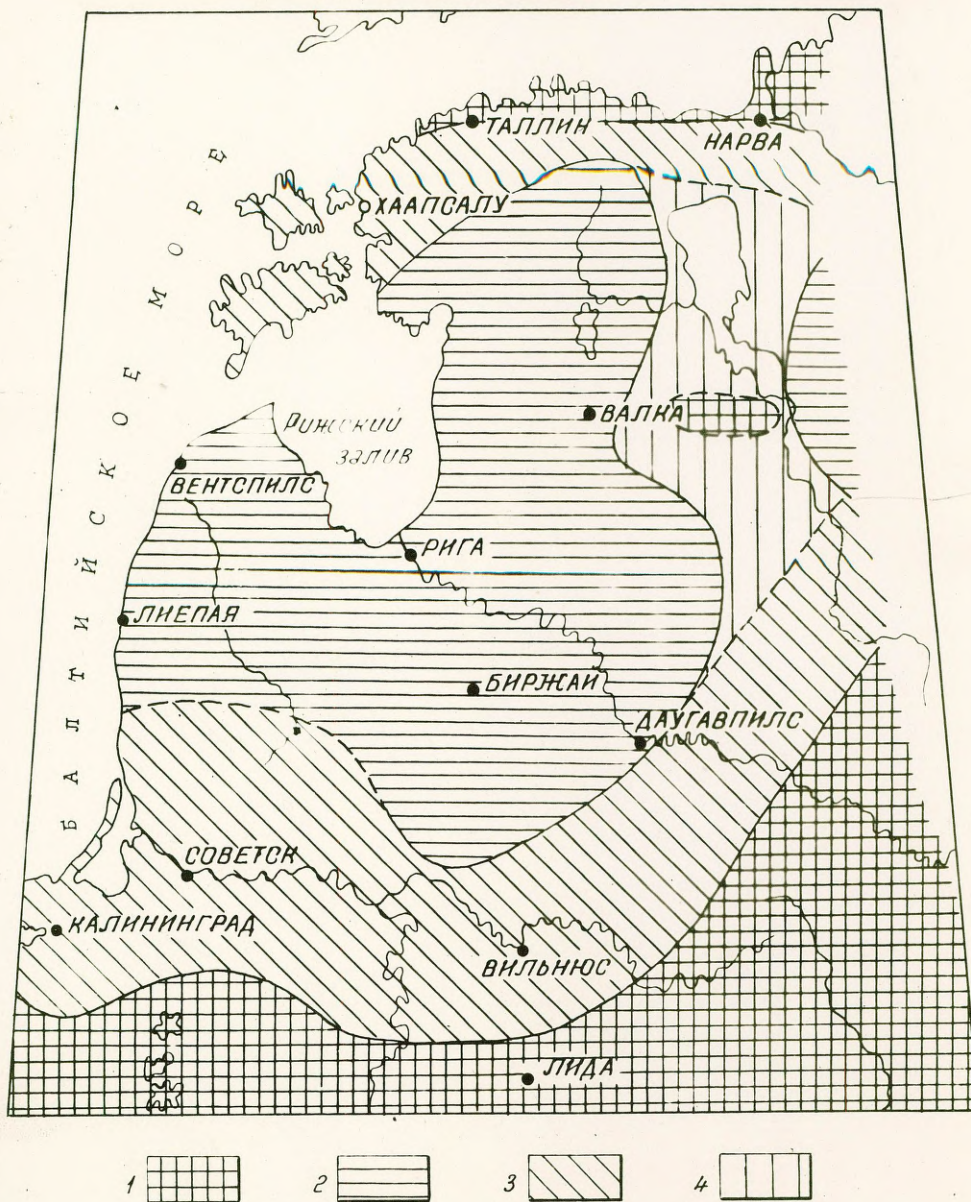 ТАЛЛИН
НАРВА
ХААПСАЛУ
БАЛТИЙСКОЕ МОРЕ
Рижский
залив
ВАЛКА
ВЕНТСПИЛС
РИГА
ЛИЕПАЯ
БИРЖАЙ
ДАУГАВПИЛС
СОВЕТСК
КАЛИНИНГРАД
ВИЛЬНЮС
ЛИДА
1 2 3 4